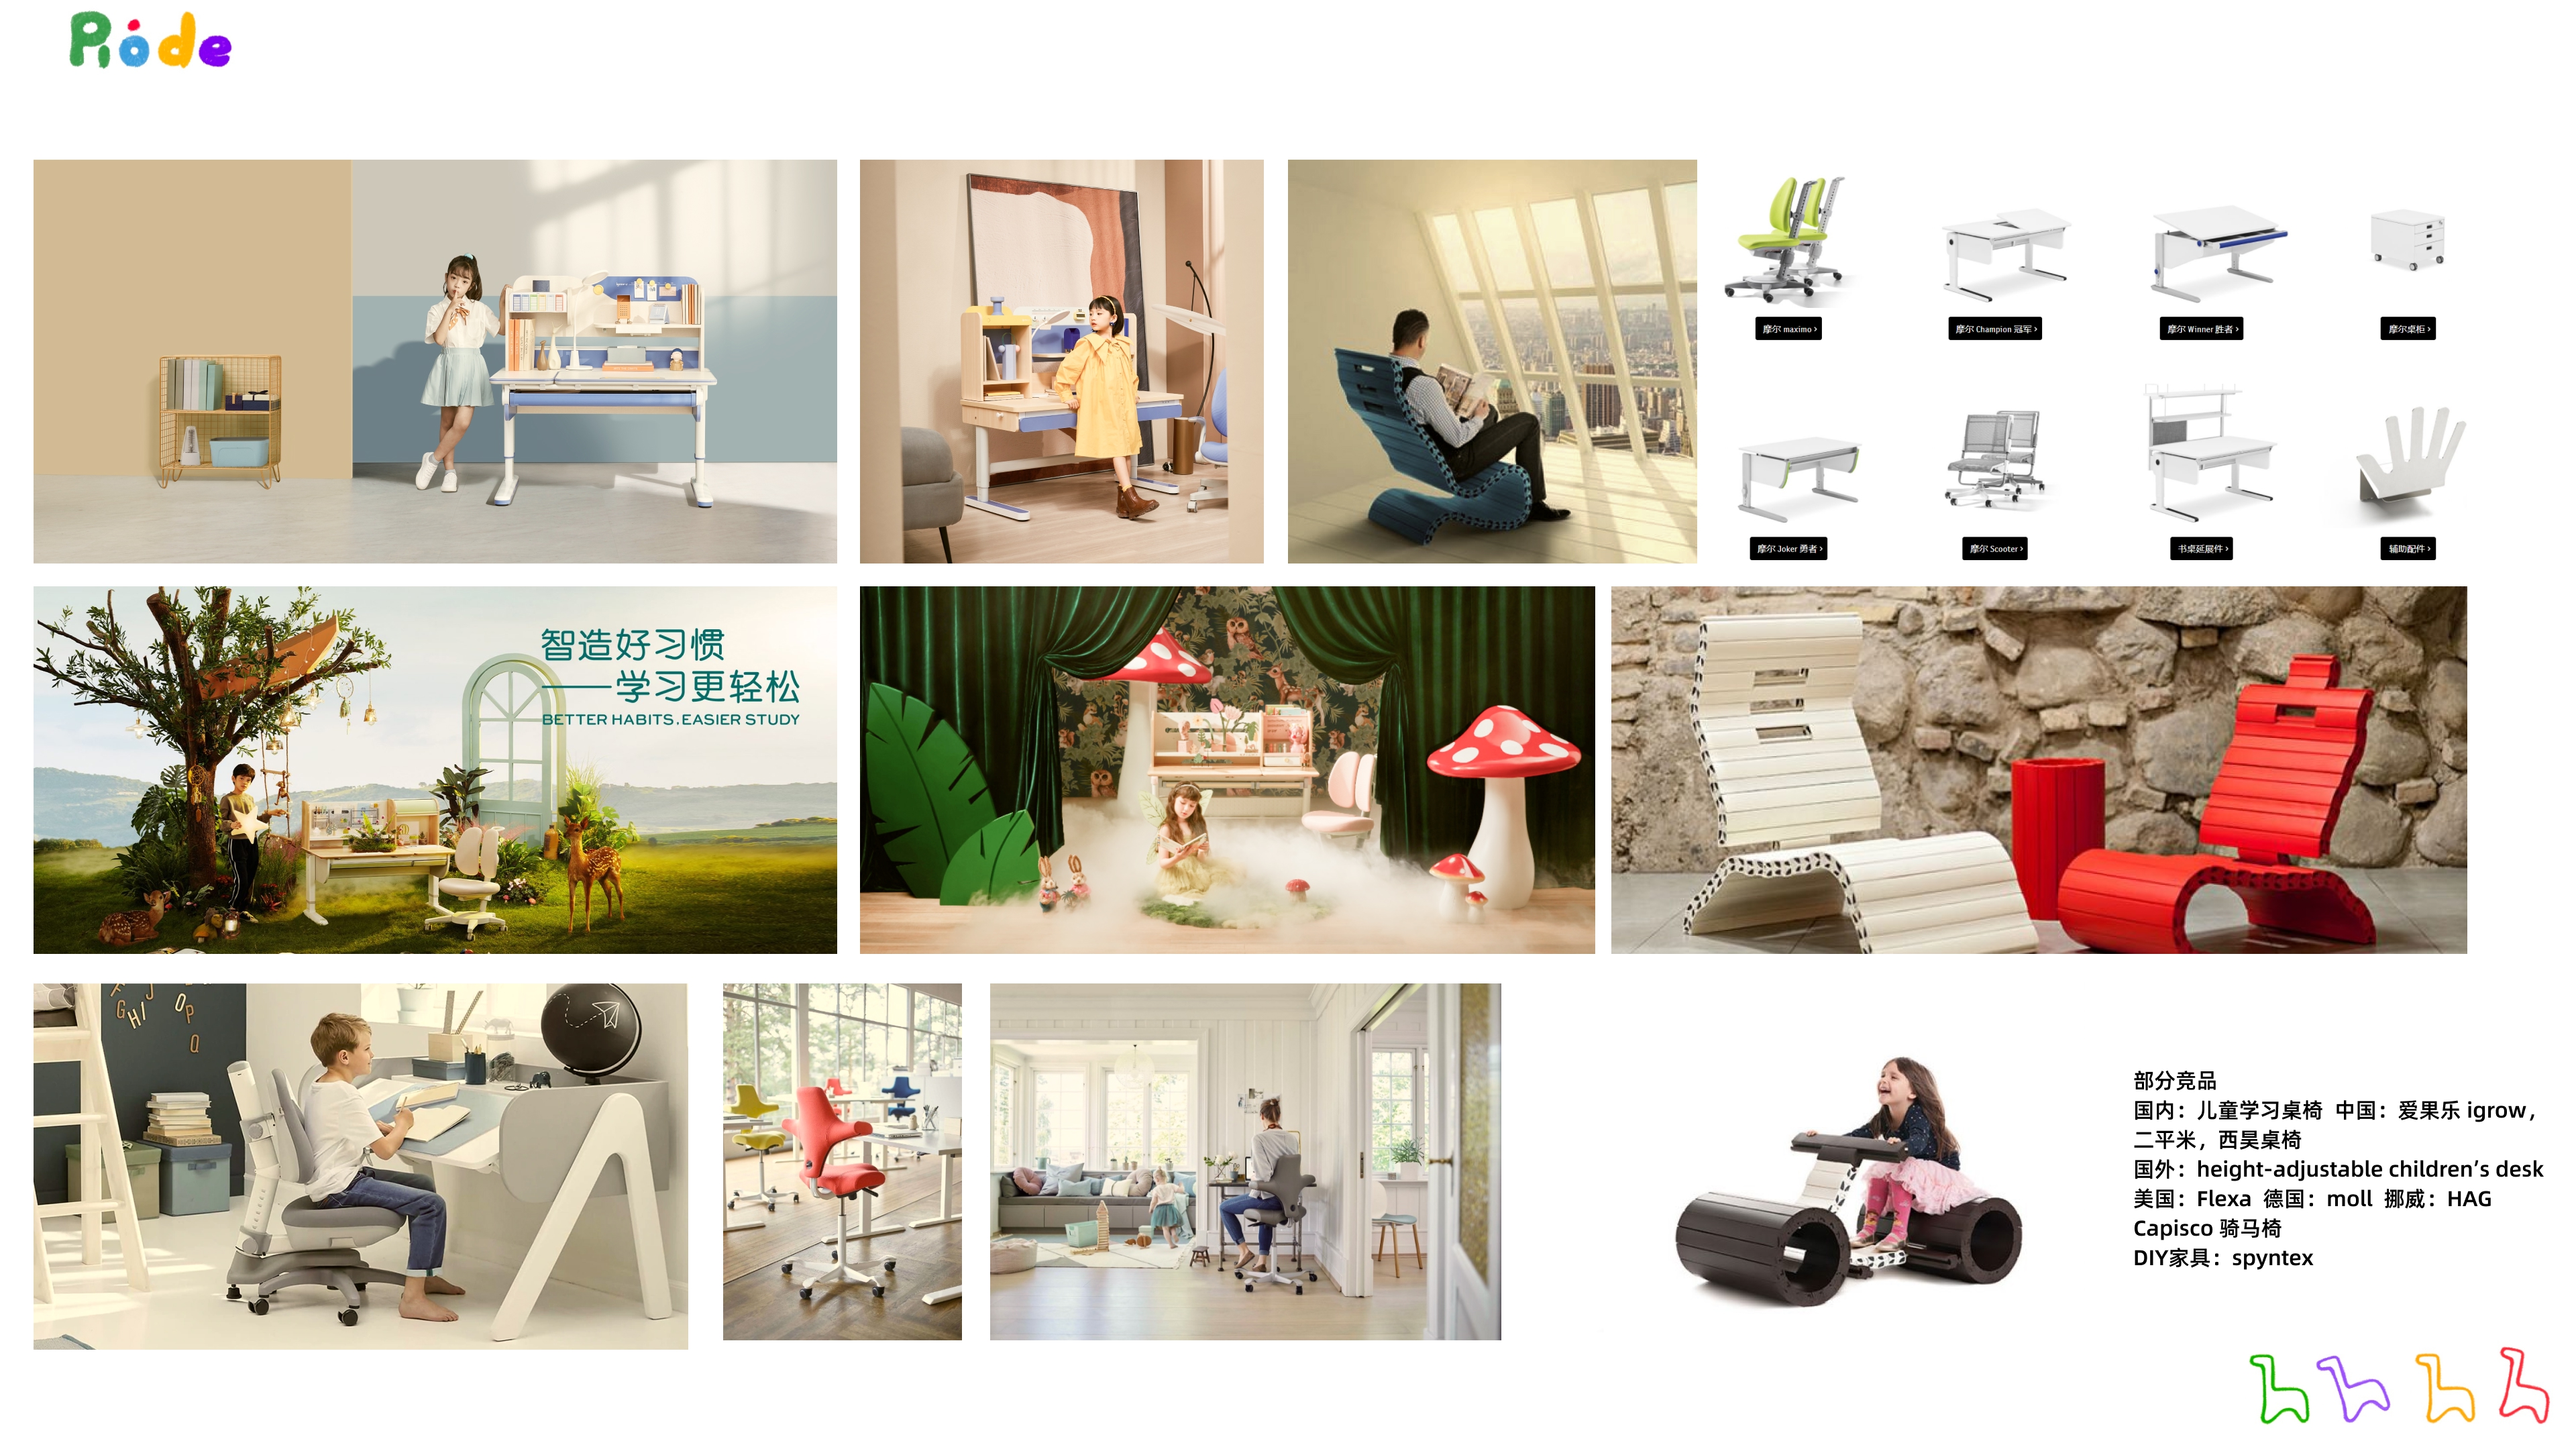 Riode
摩尔 maximo ›
摩尔 Champion 冠军 ›
摩尔 Winner 胜者 ›
摩尔桌柜 ›
摩尔 Joker 勇者 ›
摩尔 Scooter ›
书桌延展件 ›
辅助配件 ›
智造好习惯
——学习更轻松
BETTER HABITS.EASIER STUDY
G H I
O P
Q
部分竞品
国内：儿童学习桌椅 中国：爱果乐 igrow，
二平米，西昊桌椅
国外：height-adjustable children’s desk
美国：Flexa 德国：moll 挪威：HAG
Capisco 骑马椅
DIY家具：spyntex